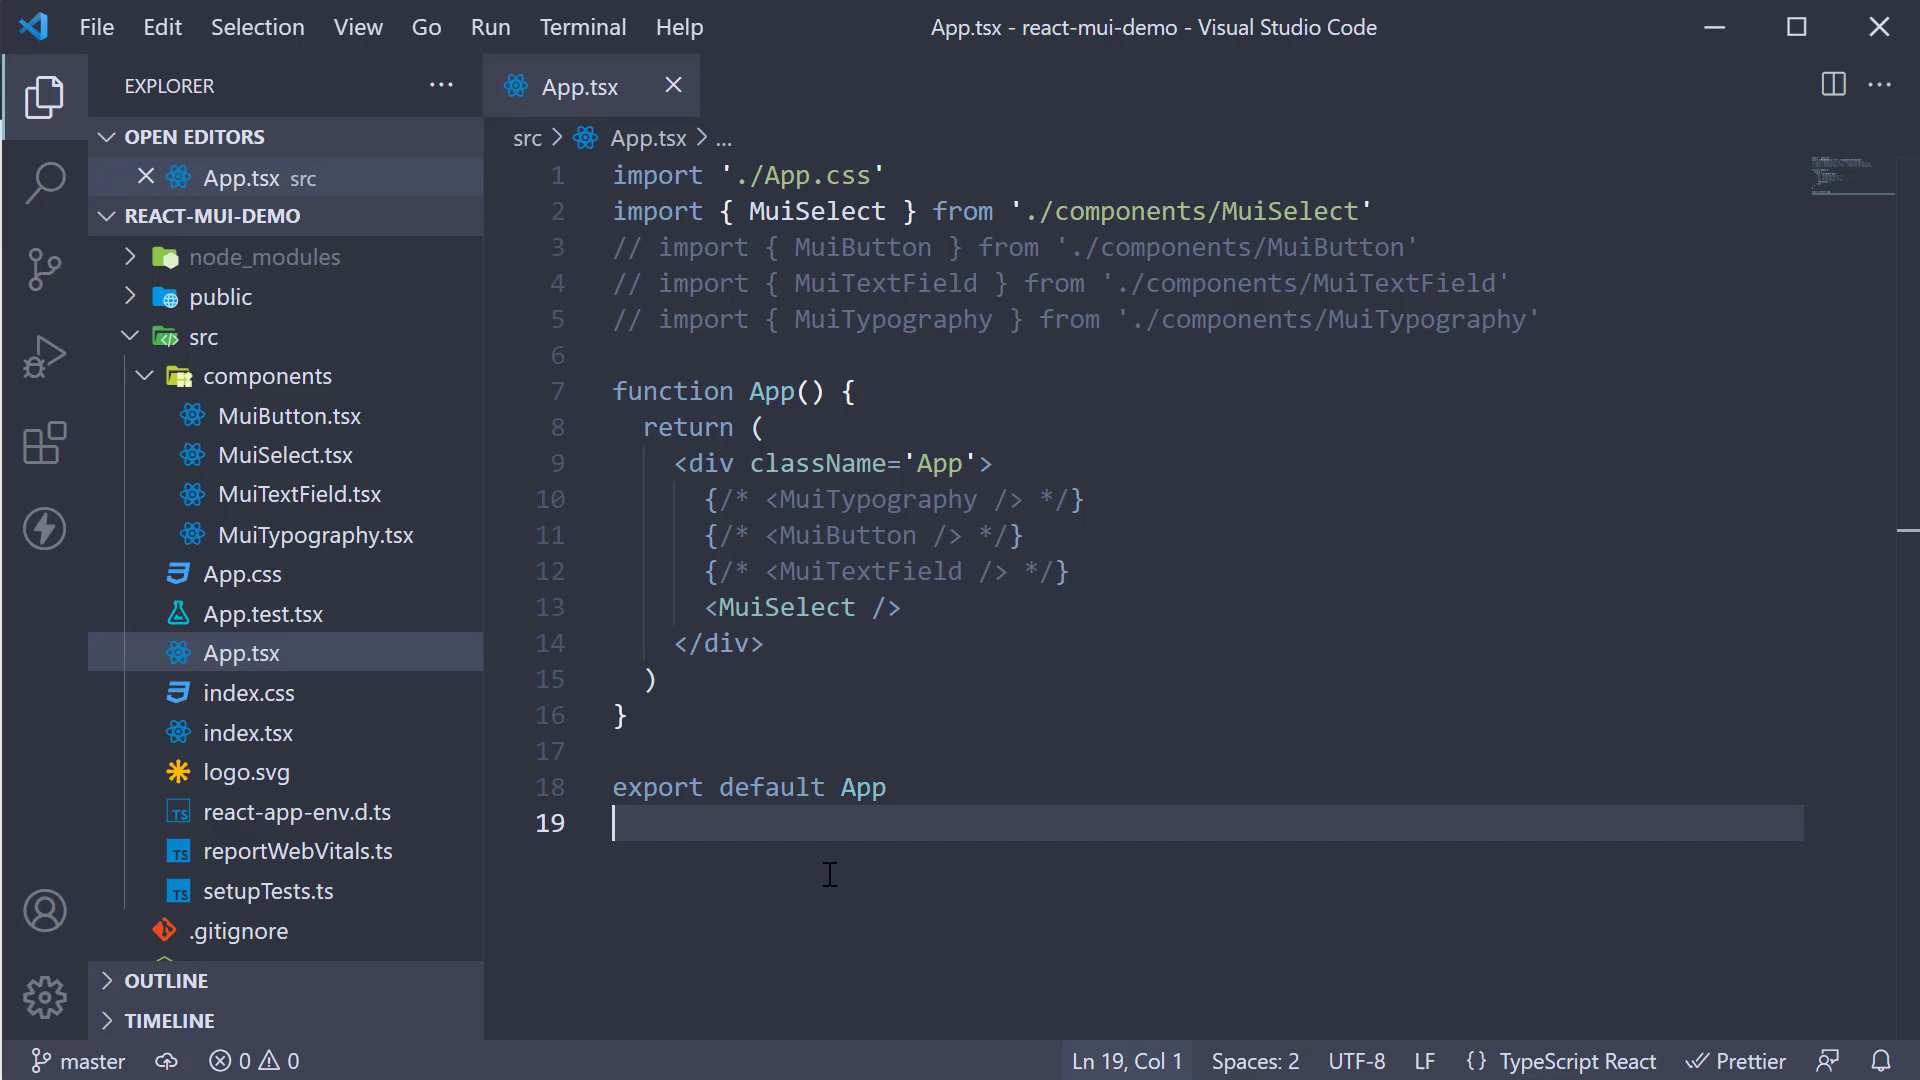 File Edit Selection View Go Run Terminal Help App.tsx - react-mui-demo - Visual Studio Code
EXPLORER
OPEN EDITORS
App.tsx src
REACT-MUI-DEMO
node_modules
public
src
components
MuiButton.tsx
MuiSelect.tsx
MuiTextField.tsx
MuiTypography.tsx
App.css
App.test.tsx
App.tsx
index.css
index.tsx
logo.svg
TS react-app-env.d.ts
TS reportWebVitals.ts
TS setupTests.ts
.gitignore
OUTLINE
TIMELINE
App.tsx
src > App.tsx > ...
1 import './App.css'
2 import { MuiSelect } from './components/MuiSelect'
3 // import { MuiButton } from './components/MuiButton'
4 // import { MuiTextField } from './components/MuiTextField'
5 // import { MuiTypography } from './components/MuiTypography'
6
7 function App() {
8 return (
9 <div className='App'>
10 {/* <MuiTypography /> */}
11 {/* <MuiButton /> */}
12 {/* <MuiTextField /> */}
13 <MuiSelect />
14 </div>
15 )
16 }
17
18 export default App
19
master 0 0 Ln 19, Col 1 Spaces: 2 UTF-8 LF {} TypeScript React Prettier